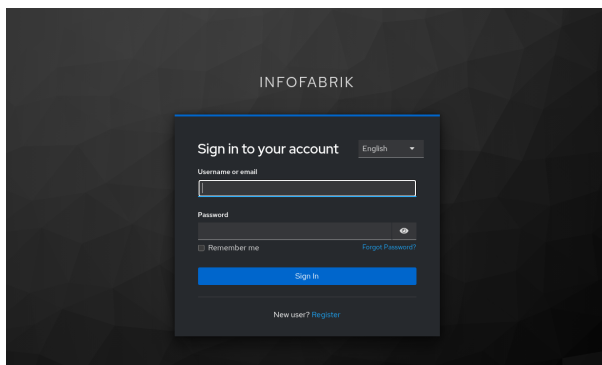 INFOFABRIK
Sign in to your account
English
Username or email
Password
Remember me
Forgot Password?
Sign In
New user? Register